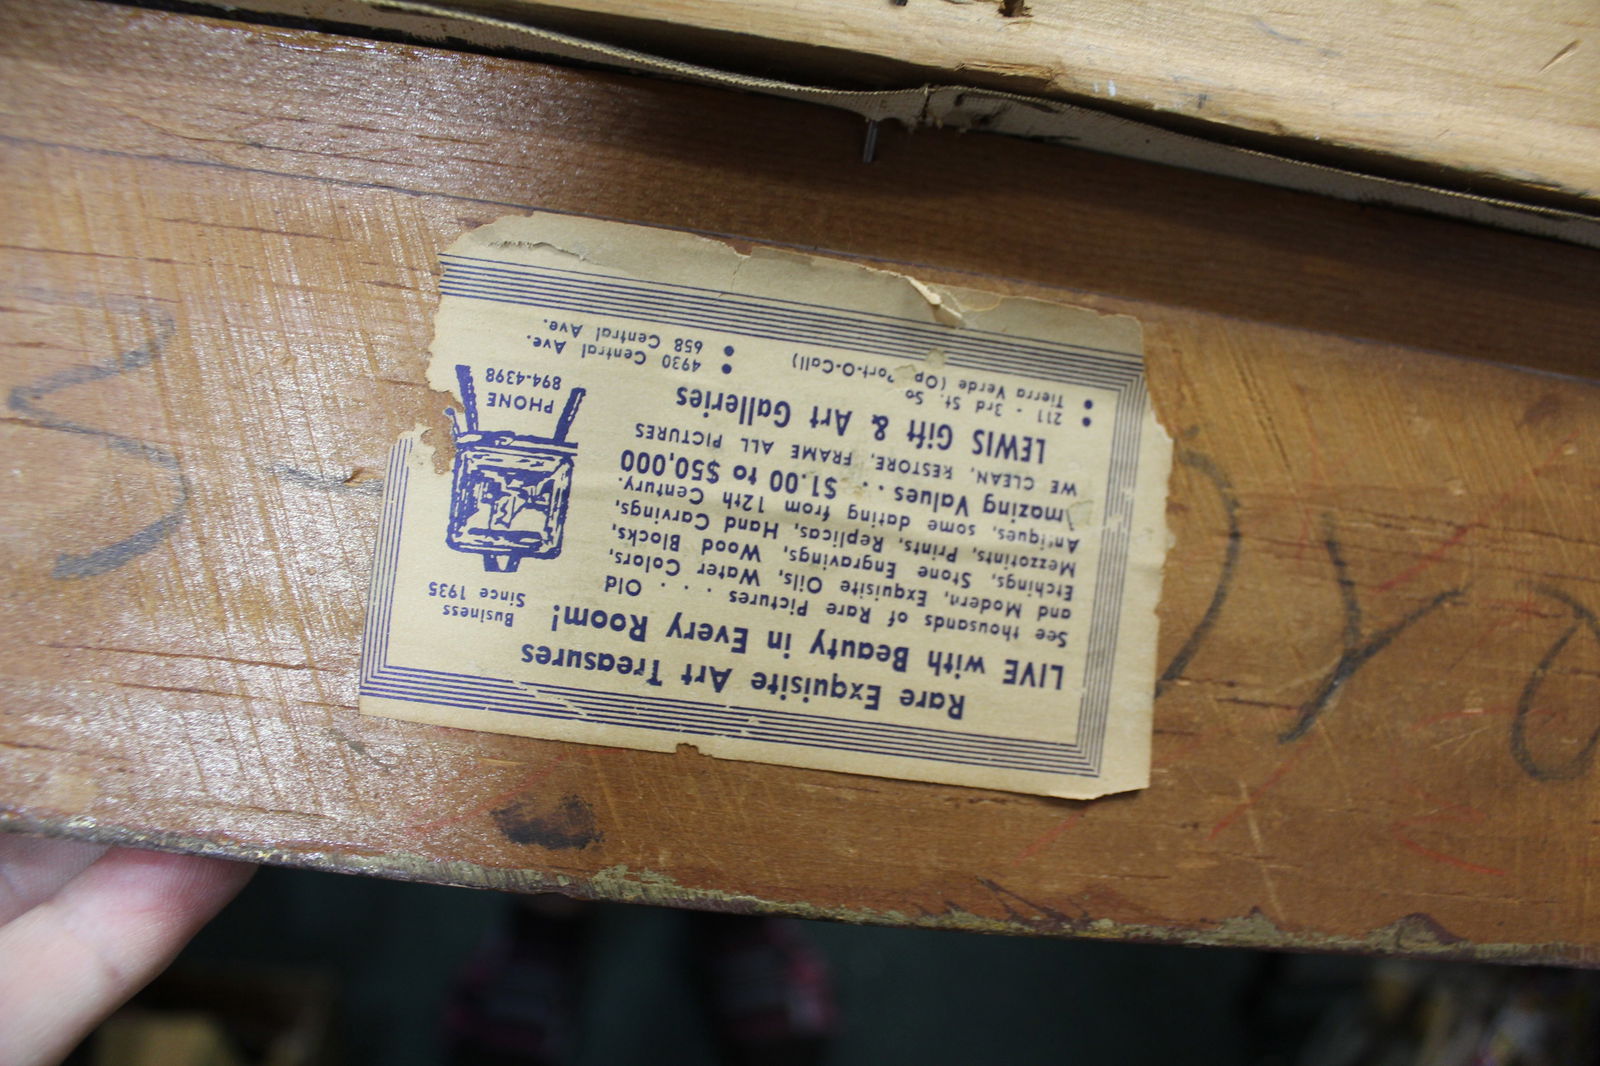 Rare Exquisite Art Treasures
LIVE with Beauty in Every Room!
Business
Since 1935
See thousands of Rare Pictures . . . Old
and Modern, Exquisite Oils, Water Colors,
Etchings, Stone Engravings, Wood Blocks,
Mezzotints, Prints, Replicas, Hand Carvings,
Antiques, some dating from 12th Century.
mazing Values . . $1.00 to $50,000
WE CLEAN, RESTORE, FRAME ALL PICTURES
LEWIS Gift & Art Galleries
PHONE
894-4398
• 211 - 3rd St. So
• Tierra Verde (Op Port-O-Call)
• 4930 Central Ave.
• 658 Central Ave.